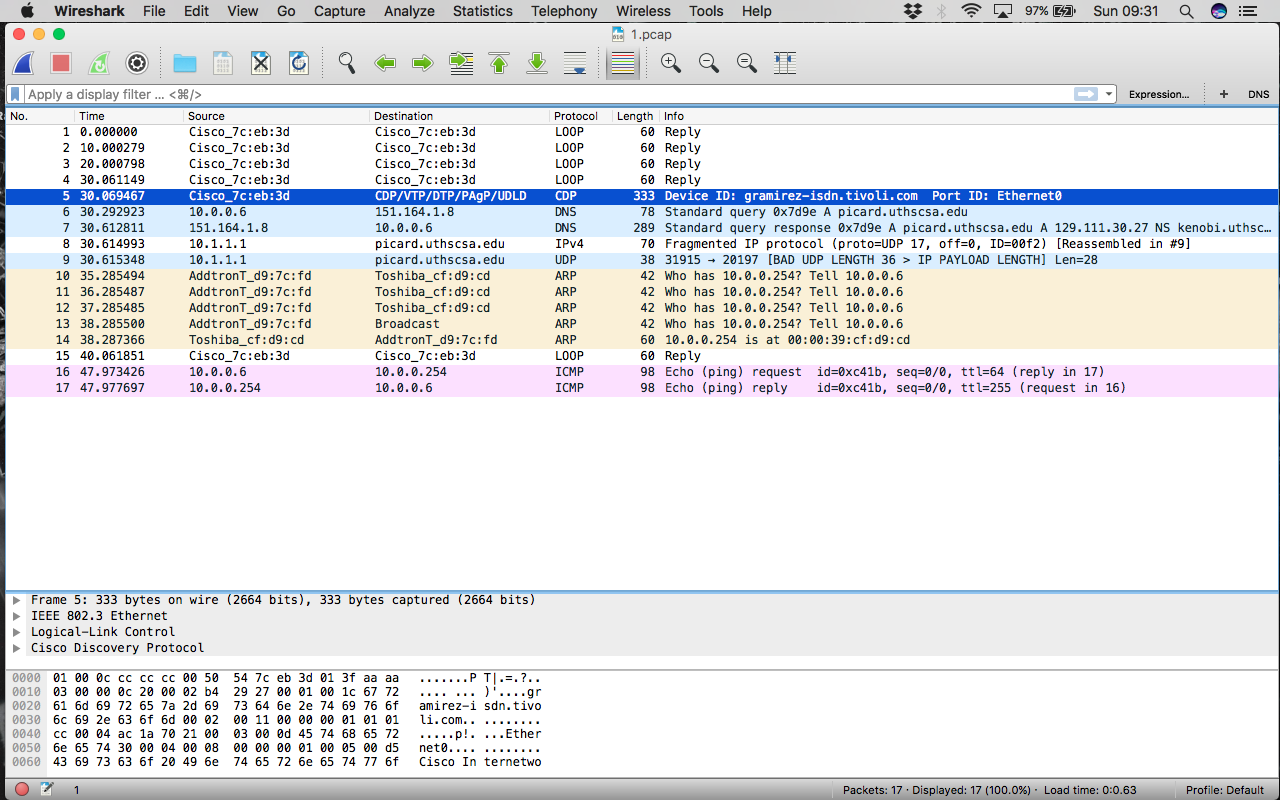 Wireshark File Edit View Go Capture Analyze Statistics Telephony Wireless Tools Help 97% Sun 09:31
1.pcap
Apply a display filter ... <⌘/> Expression... + DNS
No. Time Source Destination Protocol Length Info
1 0.000000 Cisco_7c:eb:3d Cisco_7c:eb:3d LOOP 60 Reply
2 10.000279 Cisco_7c:eb:3d Cisco_7c:eb:3d LOOP 60 Reply
3 20.000798 Cisco_7c:eb:3d Cisco_7c:eb:3d LOOP 60 Reply
4 30.061149 Cisco_7c:eb:3d Cisco_7c:eb:3d LOOP 60 Reply
5 30.069467 Cisco_7c:eb:3d CDP/VTP/DTP/PAgP/UDLD CDP 333 Device ID: gramirez-isdn.tivoli.com Port ID: Ethernet0
6 30.292923 10.0.0.6 151.164.1.8 DNS 78 Standard query 0x7d9e A picard.uthscsa.edu
7 30.612811 151.164.1.8 10.0.0.6 DNS 289 Standard query response 0x7d9e A picard.uthscsa.edu A 129.111.30.27 NS kenobi.uthsc…
8 30.614993 10.1.1.1 picard.uthscsa.edu IPv4 70 Fragmented IP protocol (proto=UDP 17, off=0, ID=00f2) [Reassembled in #9]
9 30.615348 10.1.1.1 picard.uthscsa.edu UDP 38 31915 → 20197 [BAD UDP LENGTH 36 > IP PAYLOAD LENGTH] Len=28
10 35.285494 AddtronT_d9:7c:fd Toshiba_cf:d9:cd ARP 42 Who has 10.0.0.254? Tell 10.0.0.6
11 36.285487 AddtronT_d9:7c:fd Toshiba_cf:d9:cd ARP 42 Who has 10.0.0.254? Tell 10.0.0.6
12 37.285485 AddtronT_d9:7c:fd Toshiba_cf:d9:cd ARP 42 Who has 10.0.0.254? Tell 10.0.0.6
13 38.285500 AddtronT_d9:7c:fd Broadcast ARP 42 Who has 10.0.0.254? Tell 10.0.0.6
14 38.287366 Toshiba_cf:d9:cd AddtronT_d9:7c:fd ARP 60 10.0.0.254 is at 00:00:39:cf:d9:cd
15 40.061851 Cisco_7c:eb:3d Cisco_7c:eb:3d LOOP 60 Reply
16 47.973426 10.0.0.6 10.0.0.254 ICMP 98 Echo (ping) request id=0xc41b, seq=0/0, ttl=64 (reply in 17)
17 47.977697 10.0.0.254 10.0.0.6 ICMP 98 Echo (ping) reply id=0xc41b, seq=0/0, ttl=255 (request in 16)
Frame 5: 333 bytes on wire (2664 bits), 333 bytes captured (2664 bits)
IEEE 802.3 Ethernet
Logical-Link Control
Cisco Discovery Protocol
0000 01 00 0c cc cc cc 00 50 54 7c eb 3d 01 3f aa aa .......P T|.=.?..
0010 03 00 00 0c 20 00 02 b4 29 27 00 01 00 1c 67 72 .... ... )'....gr
0020 61 6d 69 72 65 7a 2d 69 73 64 6e 2e 74 69 76 6f amirez-i sdn.tivo
0030 6c 69 2e 63 6f 6d 00 02 00 11 00 00 00 01 01 01 li.com.. ........
0040 cc 00 04 ac 1a 70 21 00 03 00 0d 45 74 68 65 72 .....p!. ...Ether
0050 6e 65 74 30 00 04 00 08 00 00 00 01 00 05 00 d5 net0.... ........
0060 43 69 73 63 6f 20 49 6e 74 65 72 6e 65 74 77 6f Cisco In ternetwo
1 Packets: 17 · Displayed: 17 (100.0%) · Load time: 0:0.63 Profile: Default